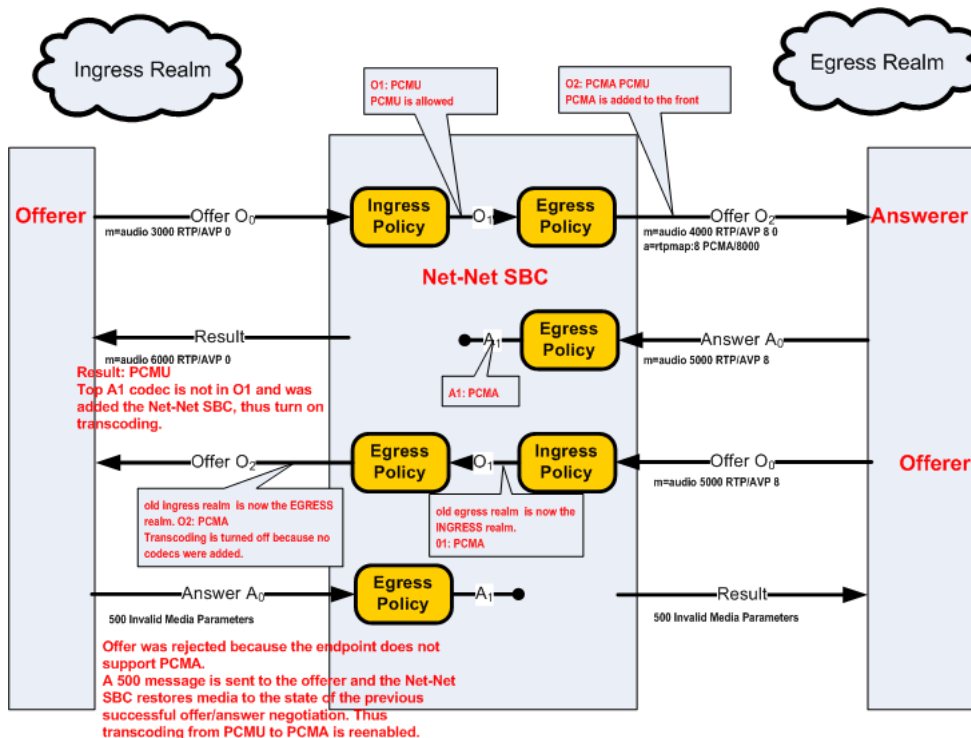 Ingress Realm
Egress Realm
O1: PCMU
PCMU is allowed
O2: PCMA PCMU
PCMA is added to the front
Offerer
Offer O0
m=audio 3000 RTP/AVP 0
Ingress
Policy
O1
Egress
Policy
Offer O2
m=audio 4000 RTP/AVP 8 0
a=rtpmap:8 PCMA/8000
Answerer
Net-Net SBC
Result
m=audio 6000 RTP/AVP 0
A1
Egress
Policy
Answer A0
m=audio 5000 RTP/AVP 8
Result: PCMU
Top A1 codec is not in O1 and was
added the Net-Net SBC, thus turn on
transcoding.
A1: PCMA
Offer O2
Egress
Policy
O1
Ingress
Policy
Offer O0
m=audio 5000 RTP/AVP 8
Offerer
old ingress realm is now the EGRESS
realm. O2: PCMA
Transcoding is turned off because no
codecs were added.
old egress realm is now the
INGRESS realm.
01: PCMA
Answer A0
500 Invalid Media Parameters
Egress
Policy
A1
Result
500 Invalid Media Parameters
Offer was rejected because the endpoint does not
support PCMA.
A 500 message is sent to the offerer and the Net-Net
SBC restores media to the state of the previous
successful offer/answer negotiation. Thus
transcoding from PCMU to PCMA is reenabled.